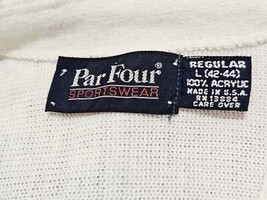 Par Four®
SPORTSWEAR
REGULAR
L (42-44)
100% ACRYLIC
MADE IN U.S.A.
RN 13884
CARE OVER